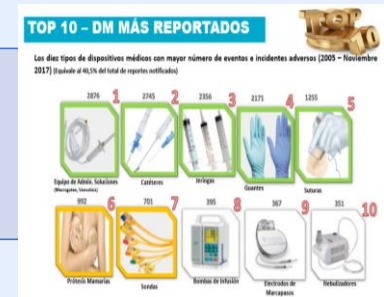 TOP 10 – DM MÁS REPORTADOS
TOP 10
Los diez tipos de dispositivos médicos con mayor número de eventos e incidentes adversos (2005 – Noviembre
2017) (Equivale al 40,5% del total de reportes notificados)
2876 1 2745 2 2356 3 2171 4 1255 5
Equipo de Admin. Soluciones
(Macrogoteo, Venoclisis)
Catéteres
Jeringas
Guantes
Suturas
992 6 701 7 395 8 367 9 351 10
Prótesis Mamarias
Sondas
Bombas de Infusión
Electrodos de
Marcapasos
Nebulizadores